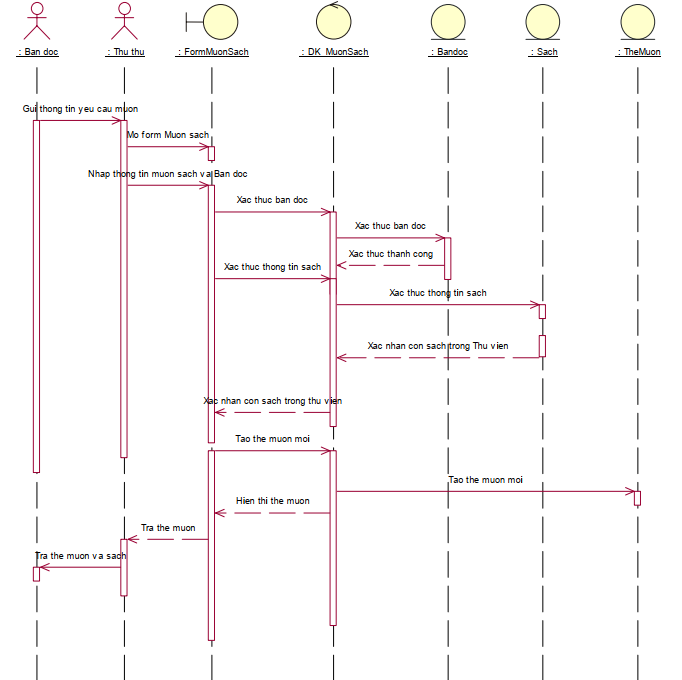 : Ban doc
: Thu thu
: FormMuonSach
: DK_MuonSach
: Bandoc
: Sach
: TheMuon
Gui thong tin yeu cau muon
Mo form Muon sach
Nhap thong tin muon sach va Ban doc
Xac thuc ban doc
Xac thuc ban doc
Xac thuc thanh cong
Xac thuc thong tin sach
Xac thuc thong tin sach
Xac nhan con sach trong Thu vien
Xac nhan con sach trong thu vien
Tao the muon moi
Tao the muon moi
Hien thi the muon
Tra the muon
Tra the muon va sach